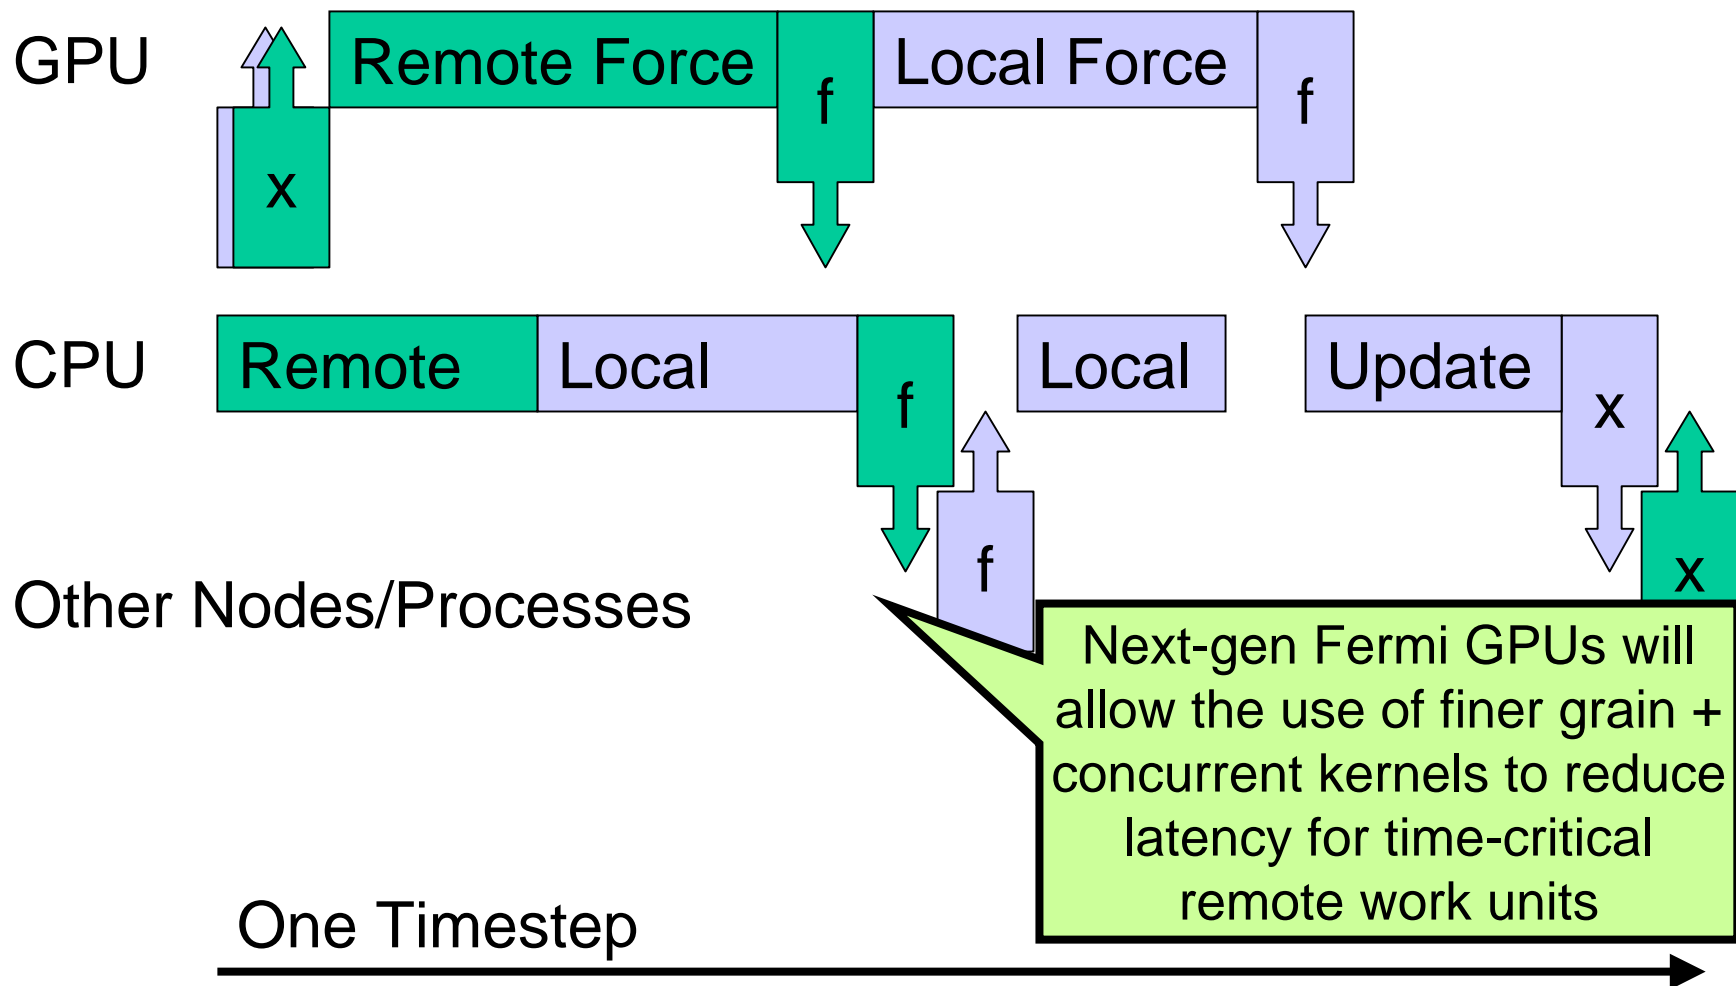 GPU
Remote Force
f
Local Force
f
x
CPU
Remote
Local
f
Local
Update
x
f
x
Other Nodes/Processes
Next-gen Fermi GPUs will
allow the use of finer grain +
concurrent kernels to reduce
latency for time-critical
remote work units
One Timestep